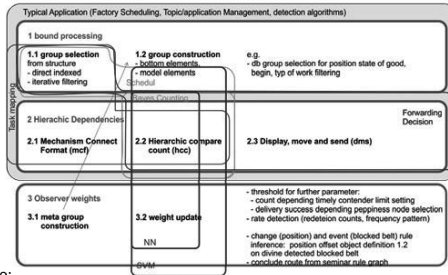 Typical Application (Factory Scheduling, Topic/application Management, detection algorithms)
1 bound processing
1.1 group selection
from structure
- direct indexed
- iterative filtering
1.2 group construction
- bottom elements,
- model elements
e.g.
- db group selection for position state of good,
begin, typ of work filtering
Schedul
Bayes Counting
Task mapping
2 Hierachic Dependencies
Forwarding
Decision
2.1 Mechanism Connect
Format (mcf)
2.2 Hierarchic compare
count (hcc)
2.3 Display, move and send (dms)
3 Observer weights
3.1 meta group
construction
3.2 weight update
NN
SVM
- threshold for further parameter:
- count depending timely contender limit setting
- delivery success depending peppiness node selection
- rate detection (redeteion counts, frequency pattern)
- change (position) and event (blocked belt) rule
inference: position offset object definition 1.2
on divine detected blocked belt
- conclude route from seminar rule graph